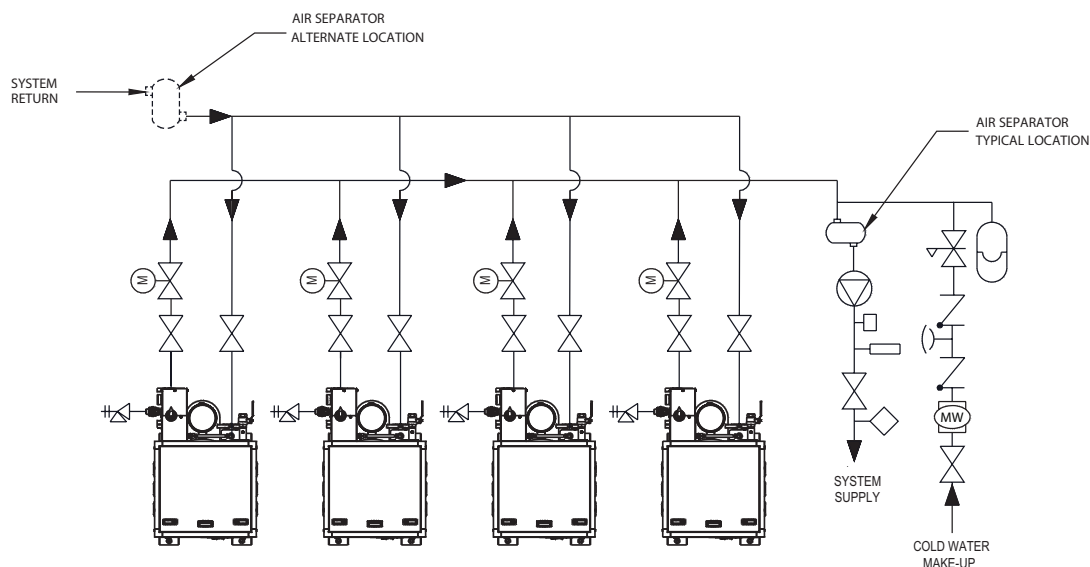 AIR SEPARATOR
ALTERNATE LOCATION
SYSTEM
RETURN
AIR SEPARATOR
TYPICAL LOCATION
M
M
M
M
MW
SYSTEM
SUPPLY
COLD WATER
MAKE-UP